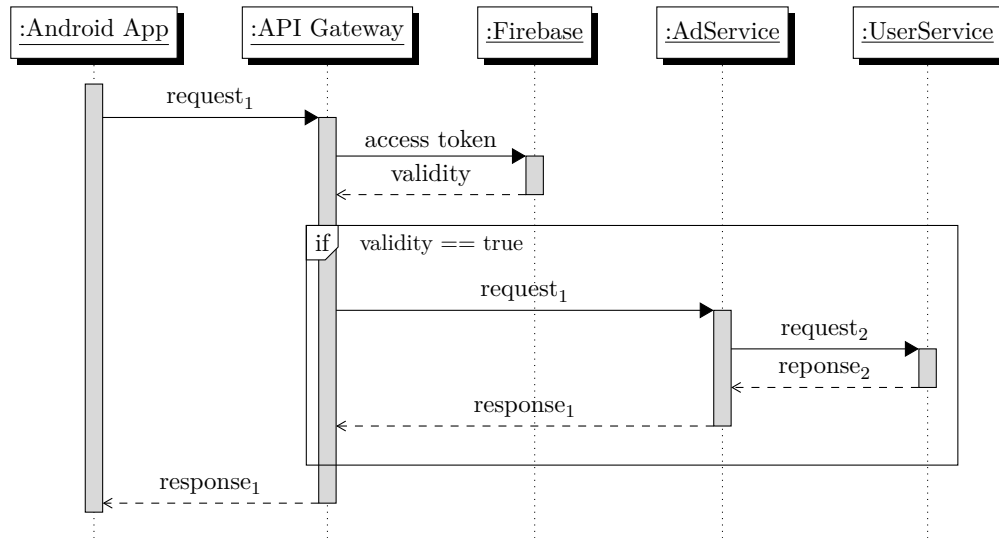 :Android App
:API Gateway
:Firebase
:AdService
:UserService
request₁
access token
validity
if validity == true
request₁
request₂
reponse₂
response₁
response₁